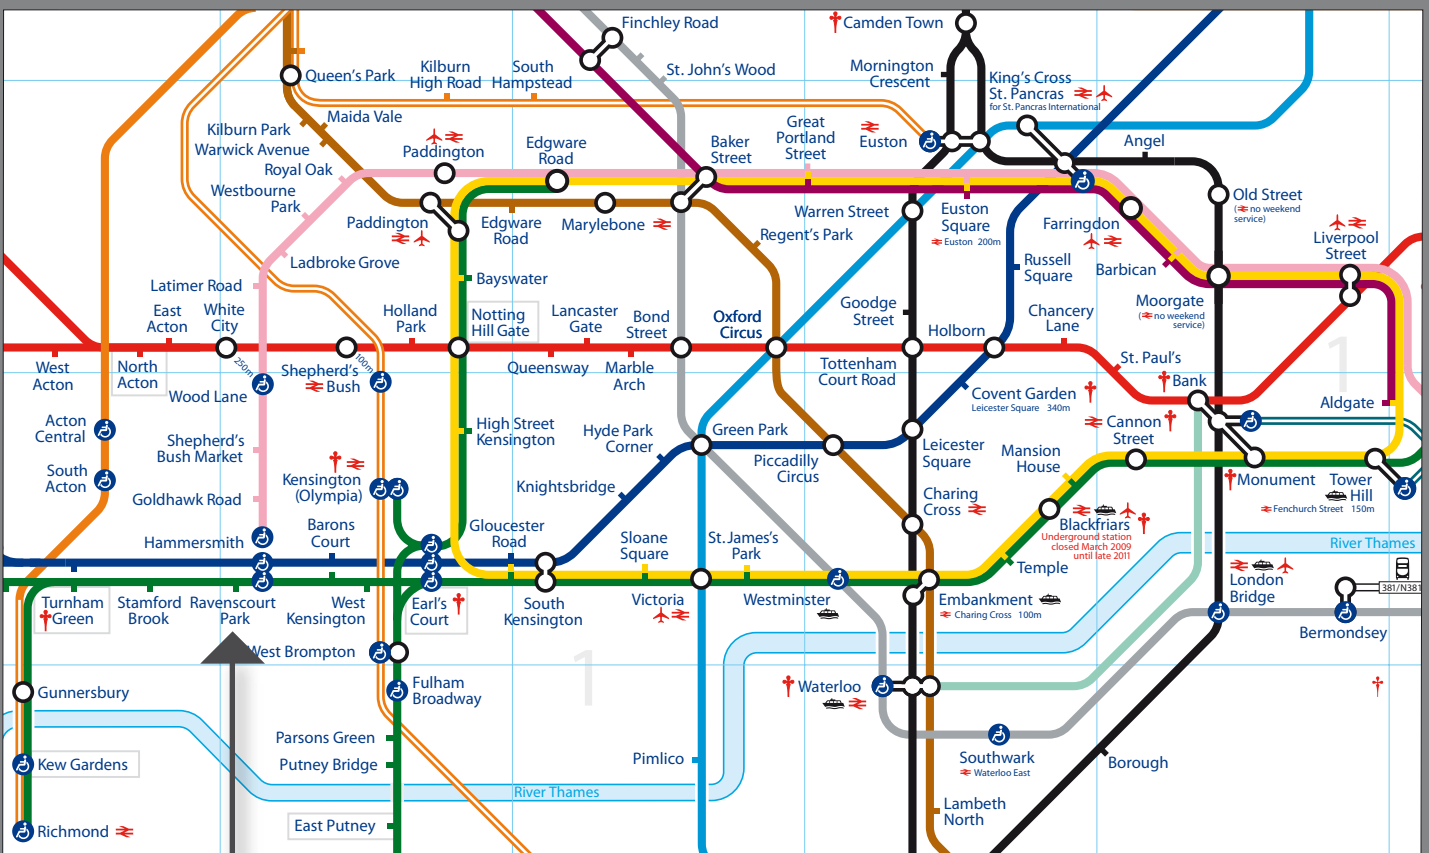 Finchley Road
Camden Town
St. John's Wood
Mornington
Crescent
King's Cross
St. Pancras
for St. Pancras International
Queen's Park
Kilburn
High Road
South
Hampstead
Maida Vale
Kilburn Park
Warwick Avenue
Royal Oak
Westbourne
Park
Paddington
Edgware
Road
Baker
Street
Great
Portland
Street
Euston
Angel
Old Street
( no weekend
service)
Paddington
Edgware
Road
Marylebone
Regent's Park
Warren Street
Euston
Square
Euston 200m
Farringdon
Barbican
Liverpool
Street
Moorgate
( no weekend
service)
Ladbroke Grove
Latimer Road
Bayswater
Russell
Square
Goodge
Street
East
Acton
White
City
Holland
Park
Notting
Hill Gate
Lancaster
Gate
Bond
Street
Oxford
Circus
Holborn
Chancery
Lane
West
Acton
North
Acton
250m
100m
Shepherd's
Bush
Wood Lane
Queensway
Marble
Arch
Tottenham
Court Road
St. Paul's
Bank
1
Aldgate
Covent Garden
Leicester Square 340m
Cannon
Street
Acton
Central
South
Acton
Shepherd's
Bush Market
Goldhawk Road
High Street
Kensington
Hyde Park
Corner
Green Park
Piccadilly
Circus
Leicester
Square
Mansion
House
Monument
Tower
Hill
Fenchurch Street 150m
Kensington
(Olympia)
Knightsbridge
Charing
Cross
Blackfriars
Underground station
closed March 2009
until late 2011
River Thames
Hammersmith
Barons
Court
Gloucester
Road
Sloane
Square
St. James's
Park
Temple
London
Bridge
381/N381
Turnham
Green
Stamford
Brook
Ravenscourt
Park
West
Kensington
Earl's
Court
South
Kensington
Victoria
Westminster
Embankment
Charing Cross 100m
Bermondsey
West Brompton
1
Gunnersbury
Fulham
Broadway
Waterloo
Parsons Green
Putney Bridge
Pimlico
Southwark
Waterloo East
Borough
Kew Gardens
River Thames
Lambeth
North
Richmond
East Putney